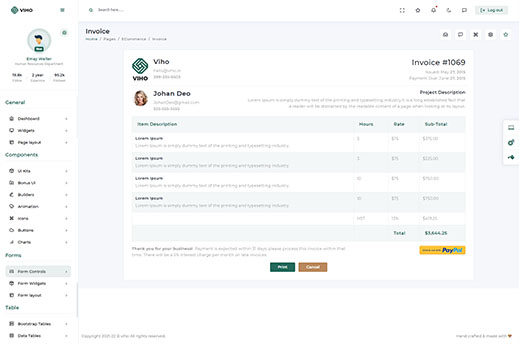 VIHO
Search here.....
Log out
Emay Walter
Human Resources Department
19.8k
2 year
95.2k
Follow
Experince
Follower
General
Dashboard
Widgets
Page layout
Components
UI Kits
Bonus UI
Builders
Animation
Icons
Buttons
Charts
Forms
Form Controls
Form Widgets
Form layout
Table
Bootstrap Tables
Data Tables
Invoice
Home / Pages / ECommerce / Invoice
VIHO
Viho
hello@viho.in
289-335-6503
Invoice #1069
Issued: May 27, 2019
Payment Due: June 27, 2019
Johan Deo
JohanDeo@gmail.com
555-555-5555
Project Description
Lorem Ipsum is simply dummy text of the printing and typesetting industry. It is a long established fact that
a reader will be distracted by the readable content of a page when looking at its layout.
Item Description
Hours
Rate
Sub-Total
Lorem Ipsum
Lorem Ipsum is simply dummy text of the printing and typesetting industry.
5
$75
$375.00
Lorem Ipsum
Lorem Ipsum is simply dummy text of the printing and typesetting industry.
3
$75
$225.00
Lorem Ipsum
Lorem Ipsum is simply dummy text of the printing and typesetting industry.
10
$75
$750.00
Lorem Ipsum
Lorem Ipsum is simply dummy text of the printing and typesetting industry.
10
$75
$750.00
HST
13%
$419.25
Total
$3,644.25
Thank you for your business! Payment is expected within 31 days; please process this invoice within that
time. There will be a 5% interest charge per month on late invoices.
PayPal
Print
Cancel
Copyright 2021-22 © viho All rights reserved.
Hand crafted & made with